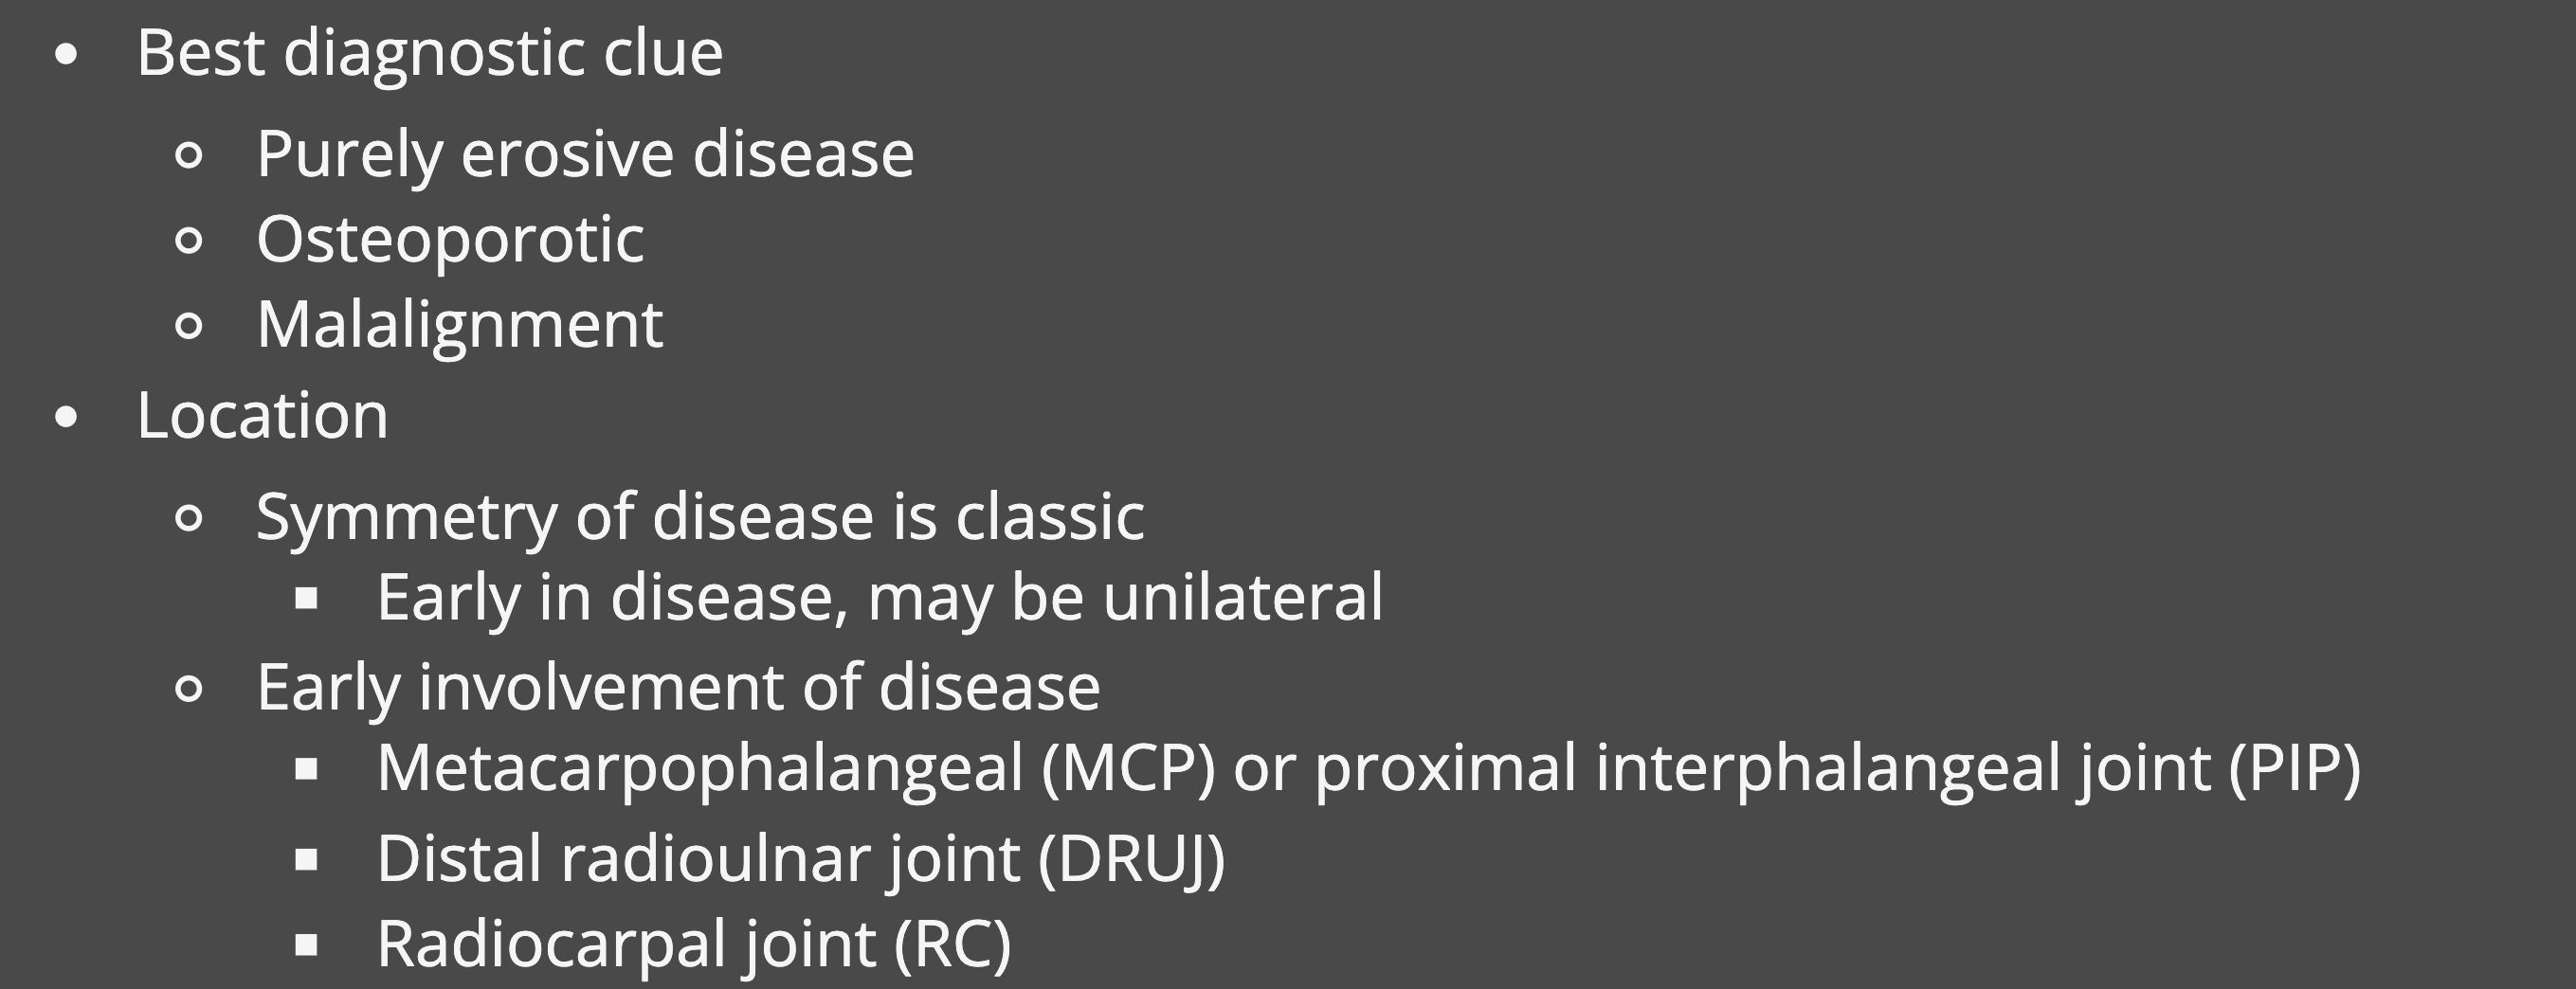 • Best diagnostic clue
○ Purely erosive disease
○ Osteoporotic
○ Malalignment
• Location
○ Symmetry of disease is classic
▪ Early in disease, may be unilateral
○ Early involvement of disease
▪ Metacarpophalangeal (MCP) or proximal interphalangeal joint (PIP)
▪ Distal radioulnar joint (DRUJ)
▪ Radiocarpal joint (RC)